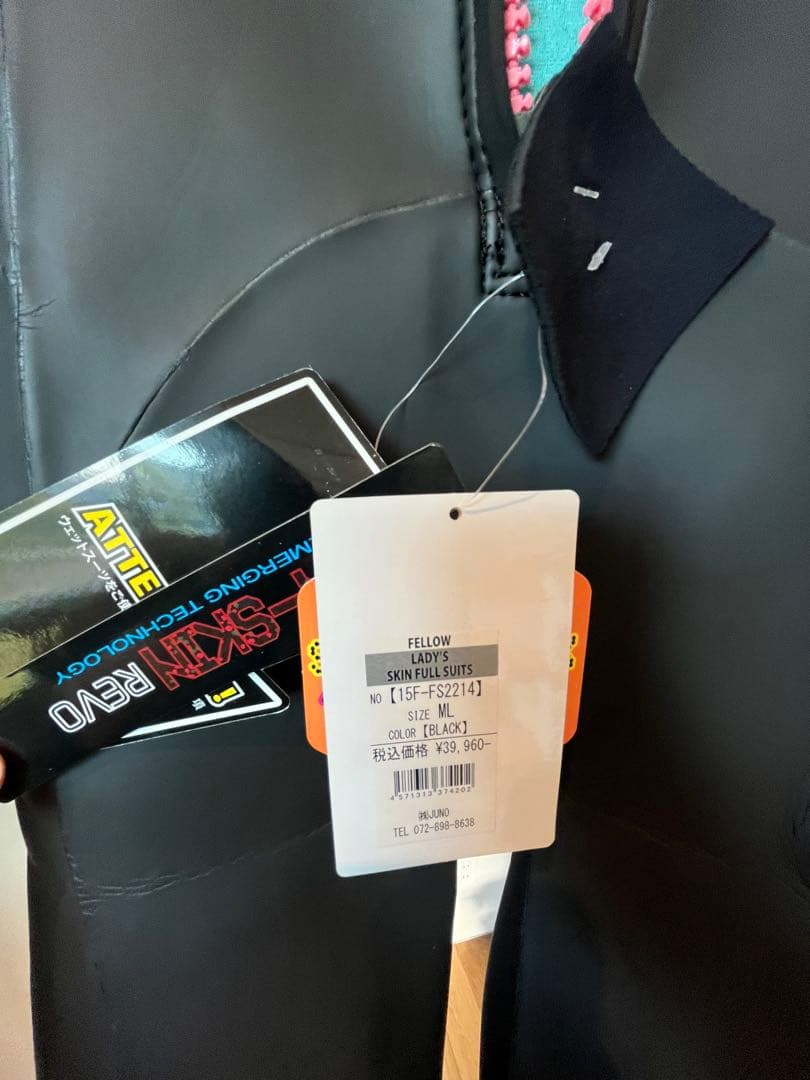 ATTE
ウェットスーツをご使
EMERGING TECHNOLOGY
-SKIN
REVO
FELLOW
LADY'S
SKIN FULL SUITS
NO【15F-FS2214】
SIZE ML
COLOR【BLACK】
税込価格 ¥39,960-
4571313374202
㈱JUNO
TEL 072-898-8638